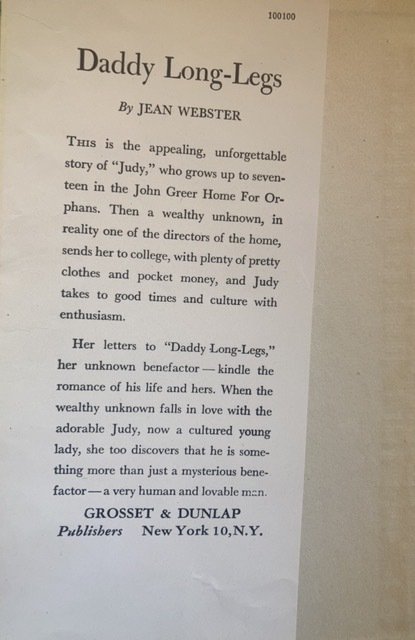 100100
Daddy Long-Legs
By JEAN WEBSTER
THIS is the appealing, unforgettable
story of "Judy," who grows up to seven-
teen in the John Greer Home For Or-
phans. Then a wealthy unknown, in
reality one of the directors of the home,
sends her to college, with plenty of pretty
clothes and pocket money, and Judy
takes to good times and culture with
enthusiasm.
Her letters to "Daddy Long-Legs,"
her unknown benefactor—kindle the
romance of his life and hers. When the
wealthy unknown falls in love with the
adorable Judy, now a cultured young
lady, she too discovers that he is some-
thing more than just a mysterious bene-
factor—a very human and lovable man.
GROSSET & DUNLAP
Publishers New York 10, N.Y.